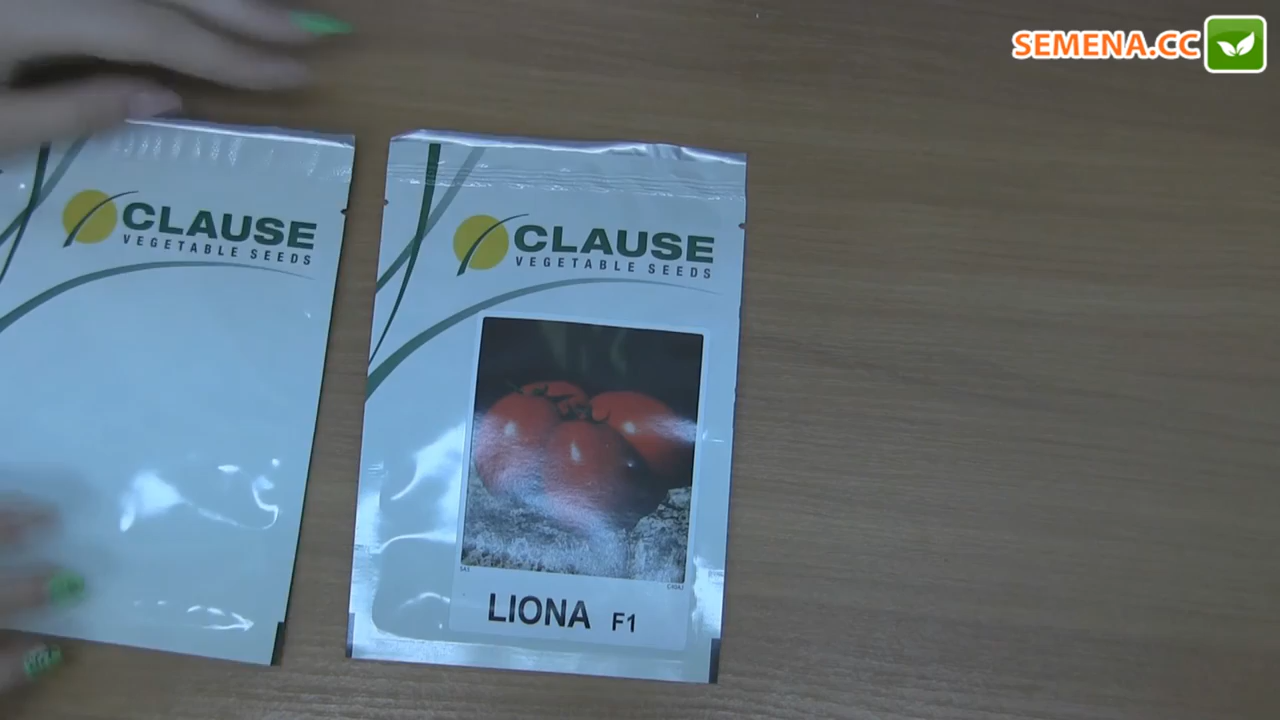 SEMENA.CC
CLAUSE
VEGETABLE SEEDS
CLAUSE
VEGETABLE SEEDS
LIONA F1